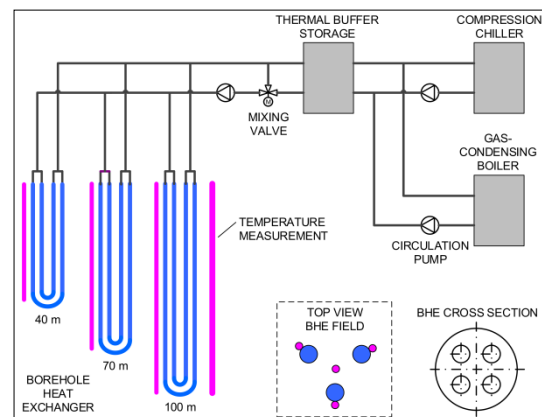 THERMAL BUFFER
STORAGE
COMPRESSION
CHILLER
M
MIXING
VALVE
GAS-
CONDENSING
BOILER
TEMPERATURE
MEASUREMENT
CIRCULATION
PUMP
40 m
70 m
100 m
BOREHOLE
HEAT
EXCHANGER
TOP VIEW
BHE FIELD
BHE CROSS SECTION